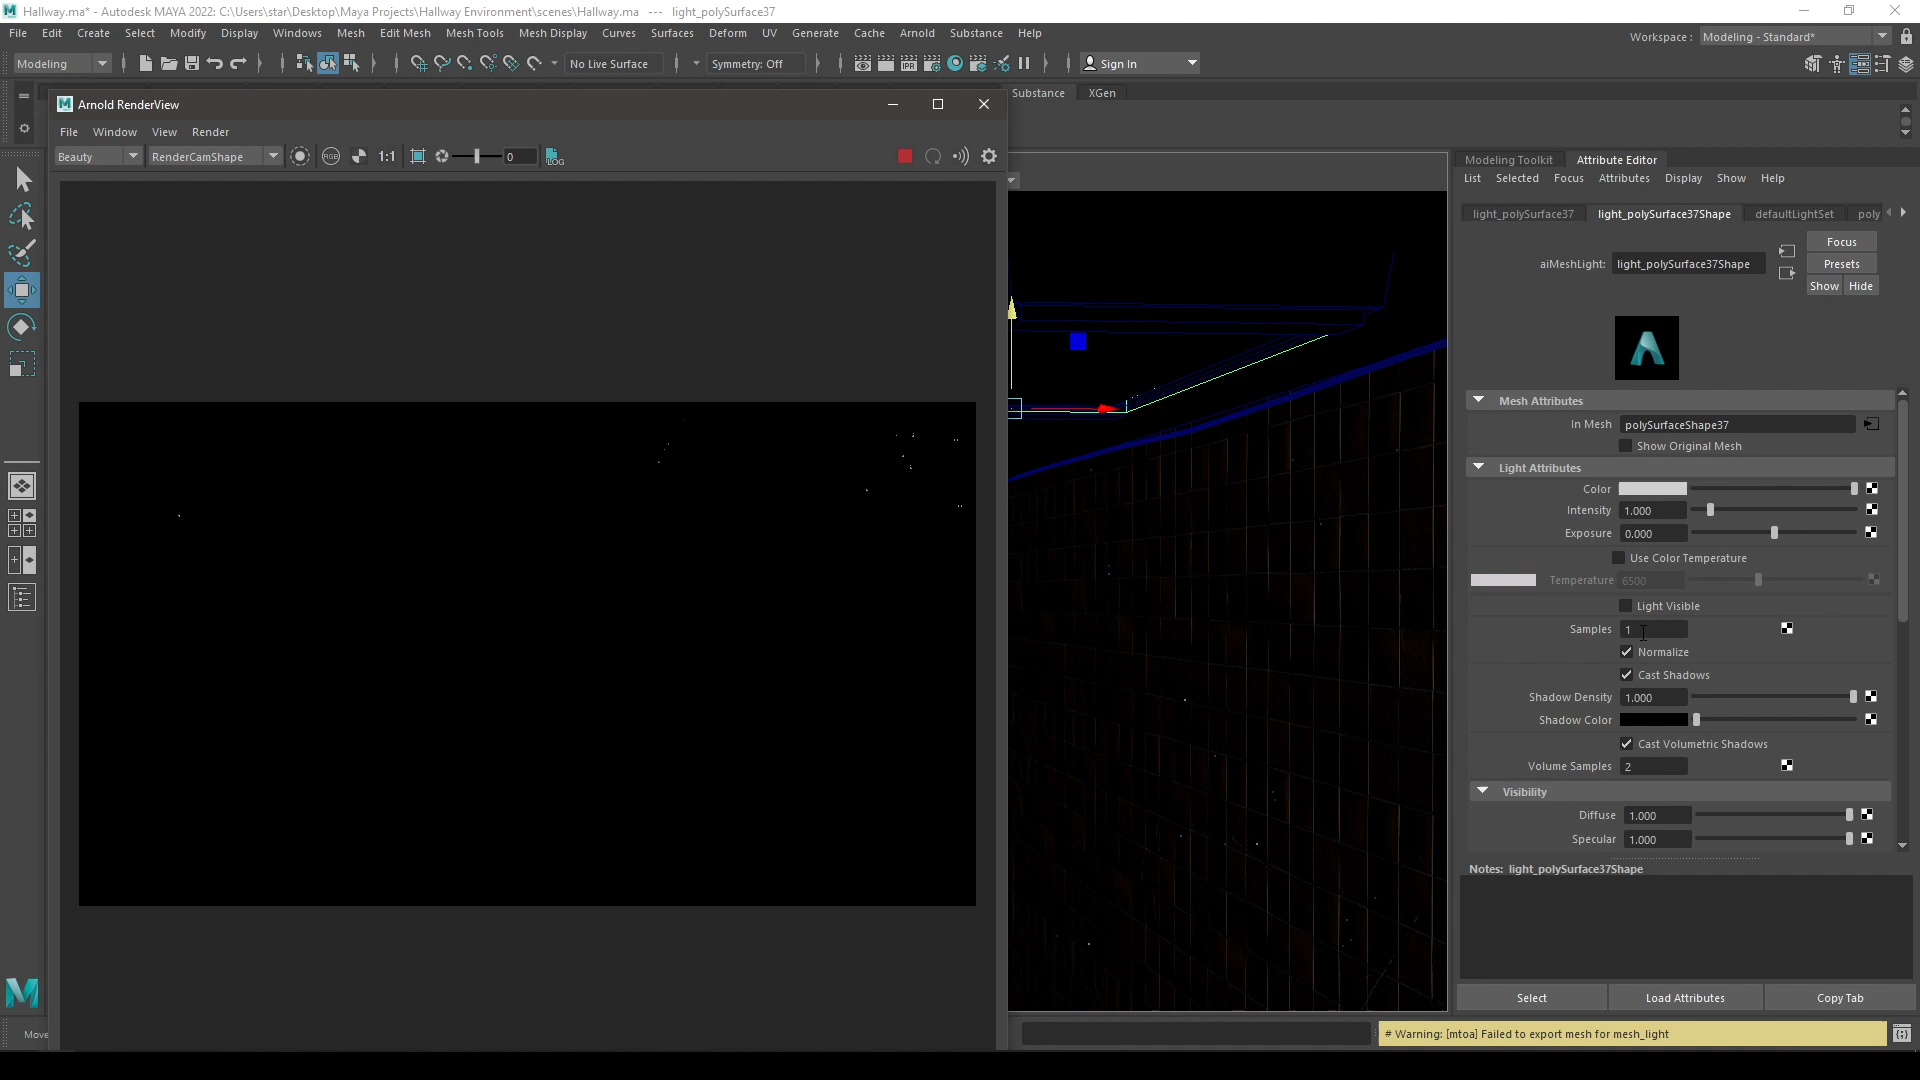 Hallway.ma* - Autodesk MAYA 2022: C:\Users\star\Desktop\Maya Projects\Hallway Environment\scenes\Hallway.ma --- light_polySurface37
File Edit Create Select Modify Display Windows Mesh Edit Mesh Mesh Tools Mesh Display Curves Surfaces Deform UV Generate Cache Arnold Substance Help
Workspace : Modeling - Standard*
Modeling No Live Surface Symmetry: Off Sign In
IPR
Substance XGen
Arnold RenderView
File Window View Render
Beauty RenderCamShape RGB 1:1 0 LOG
Modeling Toolkit Attribute Editor
List Selected Focus Attributes Display Show Help
light_polySurface37 light_polySurface37Shape defaultLightSet poly
Focus
aiMeshLight: light_polySurface37Shape Presets
Show Hide
Mesh Attributes
In Mesh polySurfaceShape37
Show Original Mesh
Light Attributes
Color
Intensity 1.000
Exposure 0.000
Use Color Temperature
Temperature 6500
Light Visible
Samples 1
Normalize
Cast Shadows
Shadow Density 1.000
Shadow Color
Cast Volumetric Shadows
Volume Samples 2
Visibility
Diffuse 1.000
Specular 1.000
Notes: light_polySurface37Shape
Select Load Attributes Copy Tab
Move
# Warning: [mtoa] Failed to export mesh for mesh_light